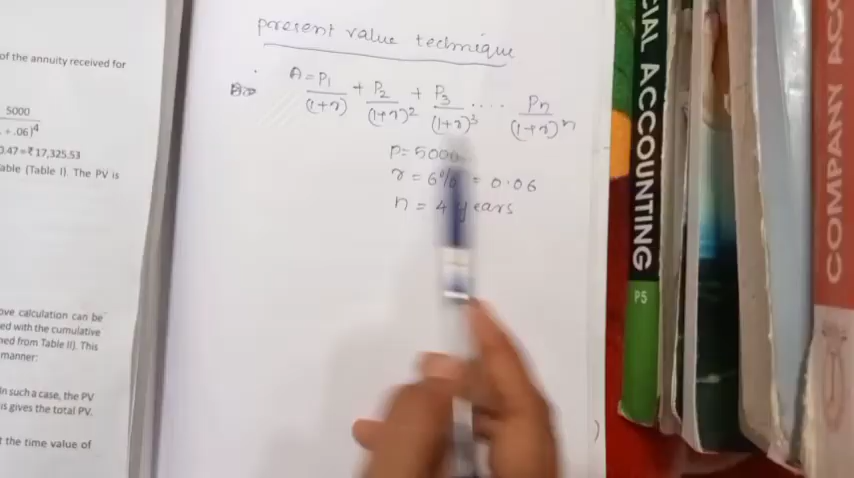 present value technique
A = P1/(1+r) + P2/(1+r)^2 + P3/(1+r)^3 .... Pn/(1+r)^n
P = 5000
r = 6% = 0.06
n = 4 years
of the annuity received for
5000
+ .06)^4
0.47 = ₹17,325.53
able (Table I). The PV is
ove calculation can be
ed with the cumulative
ned from Table II). This
manner:
In such a case, the PV
is gives the total PV.
t the time value of
CIAL ACCOUNTING
P5
COMPANY ACC